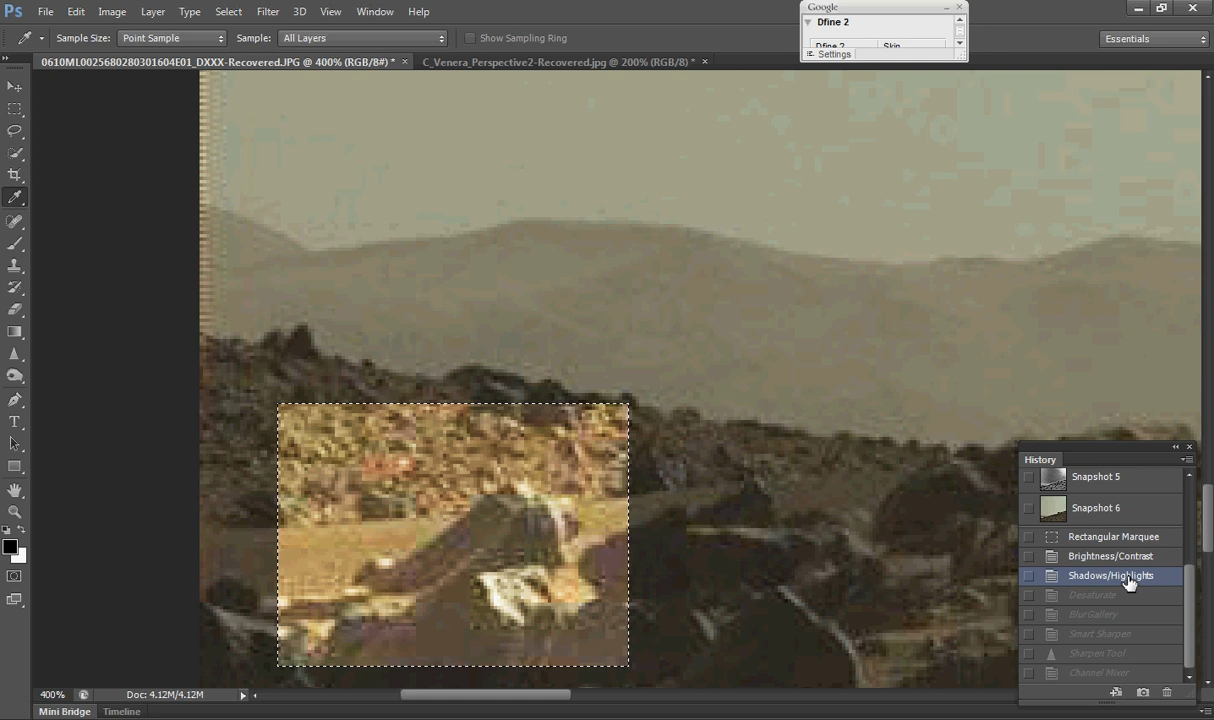 Ps File Edit Image Layer Type Select Filter 3D View Window Help
Google
Dfine 2
Dfine 2 Skin
Settings
Sample Size: Point Sample Sample: All Layers Show Sampling Ring
Essentials
0610ML0025680280301604E01_DXXX-Recovered.JPG @ 400% (RGB/8#) * × C_Venera_Perspective2-Recovered.jpg @ 200% (RGB/8) * ×
T
History
Snapshot 5
Snapshot 6
Rectangular Marquee
Brightness/Contrast
Shadows/Highlights
Desaturate
Blur Gallery
Smart Sharpen
Sharpen Tool
Channel Mixer
400% Doc: 4.12M/4.12M
Mini Bridge Timeline